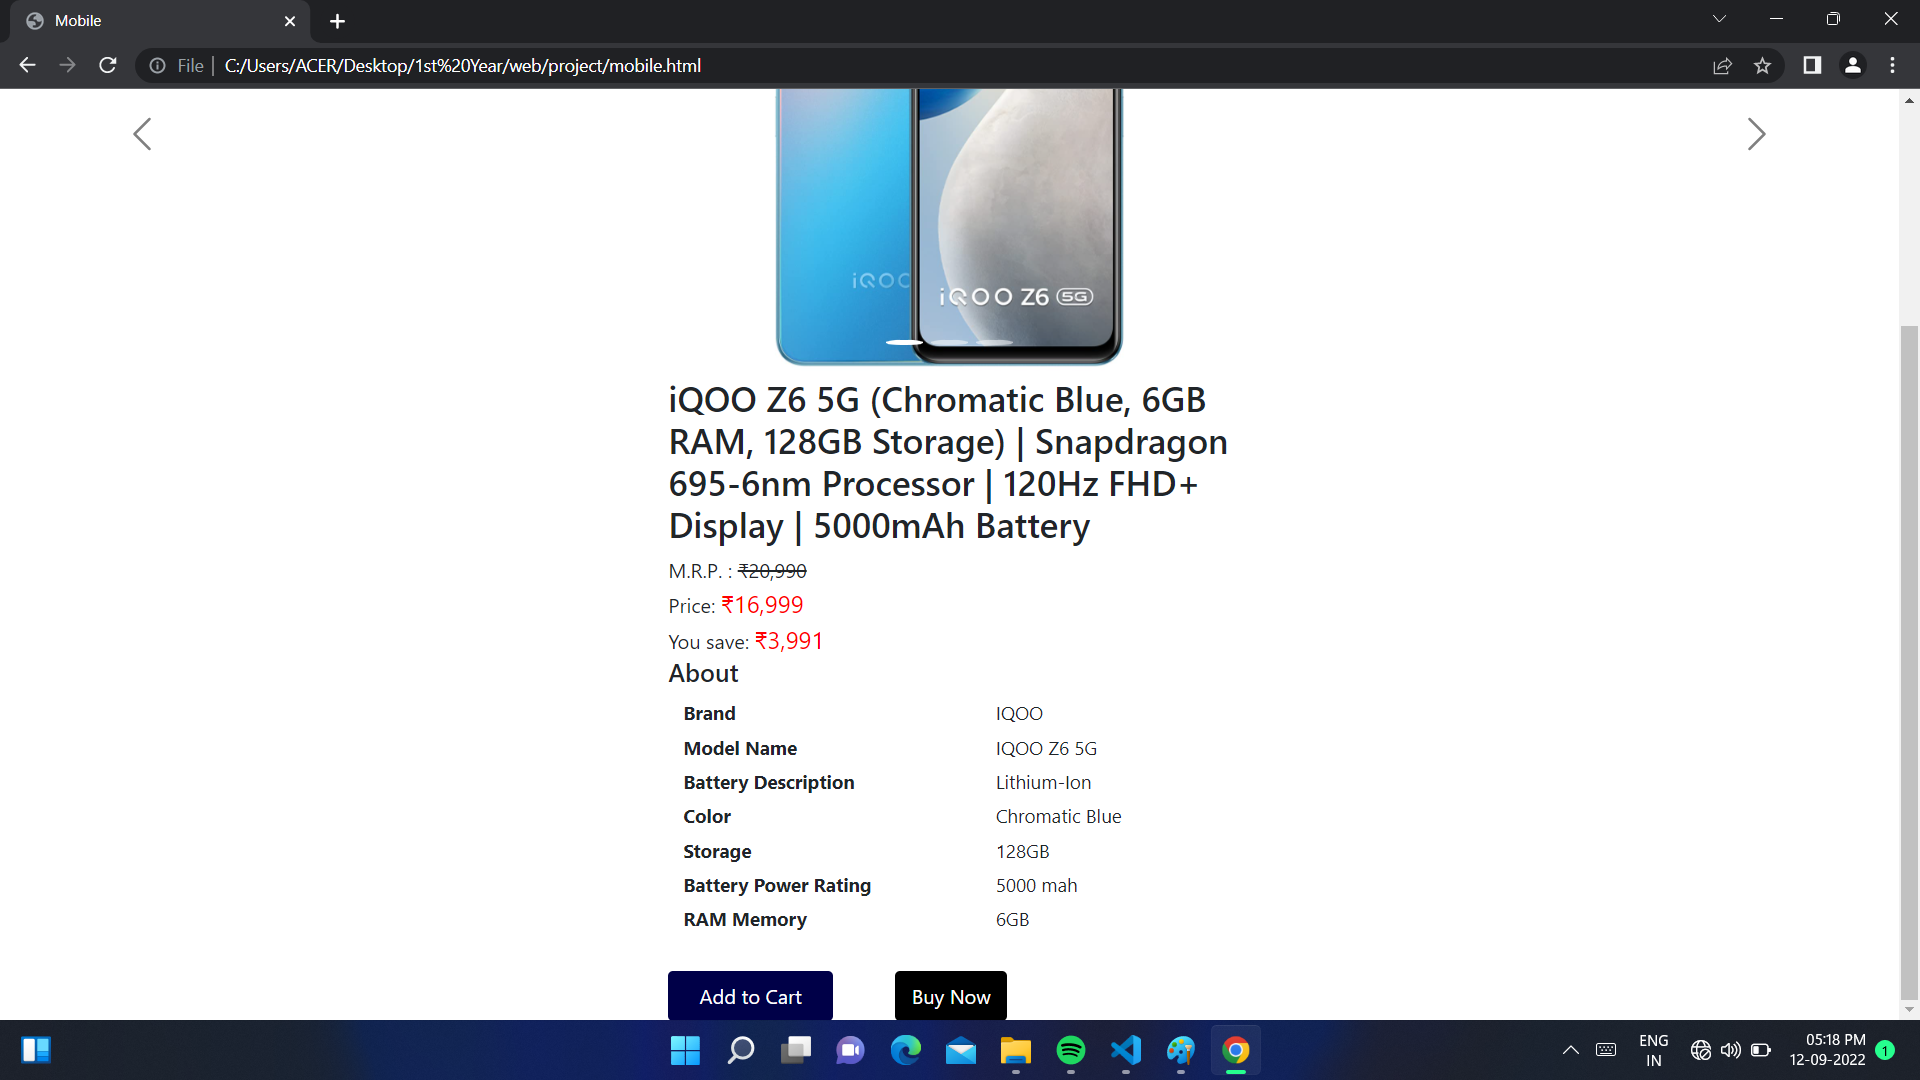 Mobile
File
C:/Users/ACER/Desktop/1st%20Year/web/project/mobile.html
iQOO
iQOO Z6 5G
iQOO Z6 5G (Chromatic Blue, 6GB
RAM, 128GB Storage) | Snapdragon
695-6nm Processor | 120Hz FHD+
Display | 5000mAh Battery
M.R.P. : ₹20,990
Price: ₹16,999
You save: ₹3,991
About
Brand IQOO
Model Name IQOO Z6 5G
Battery Description Lithium-Ion
Color Chromatic Blue
Storage 128GB
Battery Power Rating 5000 mah
RAM Memory 6GB
Add to Cart Buy Now
ENG
IN
05:18 PM
12-09-2022
1